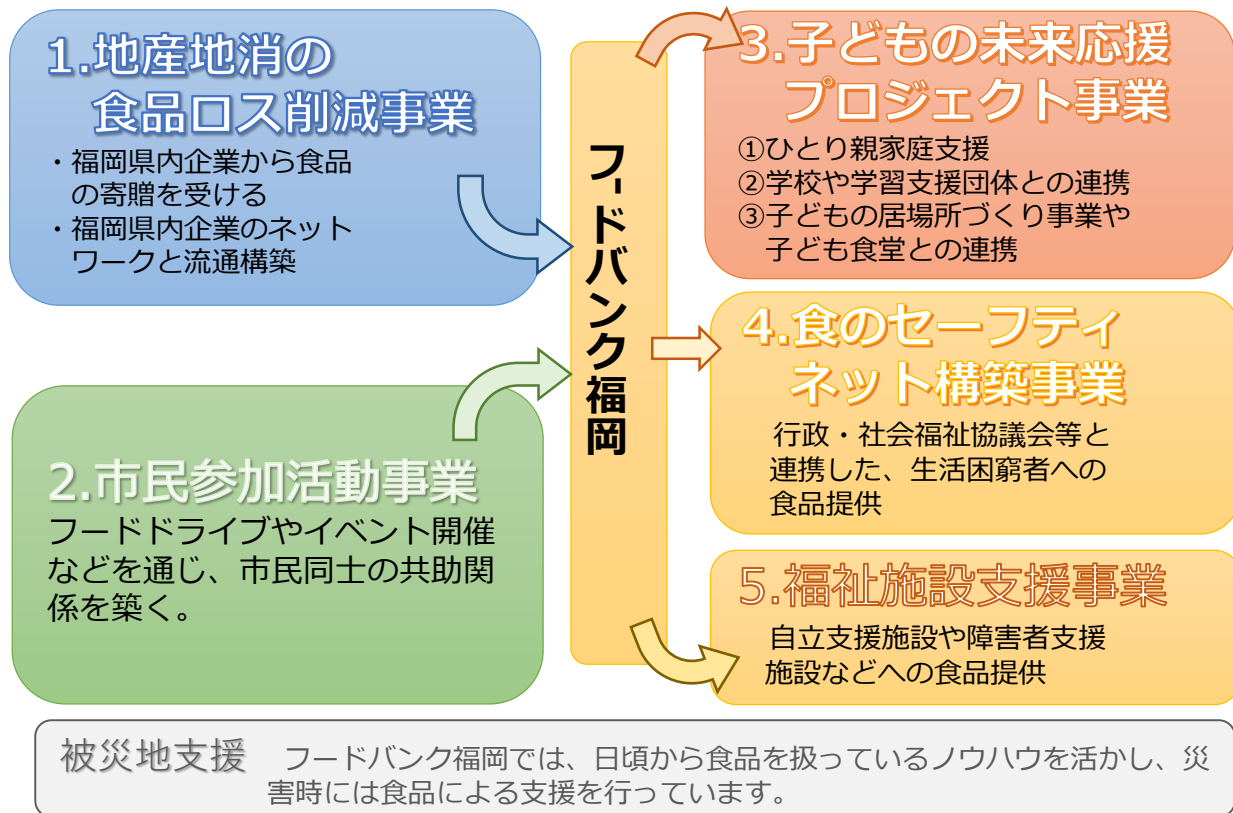 1.地産地消の
食品ロス削減事業
・福岡県内企業から食品
の寄贈を受ける
・福岡県内企業のネット
ワークと流通構築
2.市民参加活動事業
フードドライブやイベント開催
などを通じ、市民同士の共助関
係を築く。
フードバンク福岡
3.子どもの未来応援
プロジェクト事業
①ひとり親家庭支援
②学校や学習支援団体との連携
③子どもの居場所づくり事業や
子ども食堂との連携
4.食のセーフティ
ネット構築事業
行政・社会福祉協議会等と
連携した、生活困窮者への
食品提供
5.福祉施設支援事業
自立支援施設や障害者支援
施設などへの食品提供
被災地支援 フードバンク福岡では、日頃から食品を扱っているノウハウを活かし、災
害時には食品による支援を行っています。